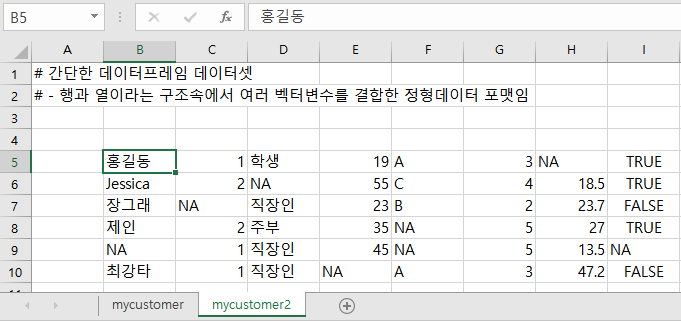 B5 홍길동
A B C D E F G H I
1 # 간단한 데이터프레임 데이터셋
2 # - 행과 열이라는 구조속에서 여러 벡터변수를 결합한 정형데이터 포맷임
3
4
5 홍길동 1 학생 19 A 3 NA TRUE
6 Jessica 2 NA 55 C 4 18.5 TRUE
7 장그래 NA 직장인 23 B 2 23.7 FALSE
8 제인 2 주부 35 NA 5 27 TRUE
9 NA 1 직장인 45 NA 5 13.5 NA
10 최강타 1 직장인 NA A 3 47.2 FALSE
mycustomer mycustomer2